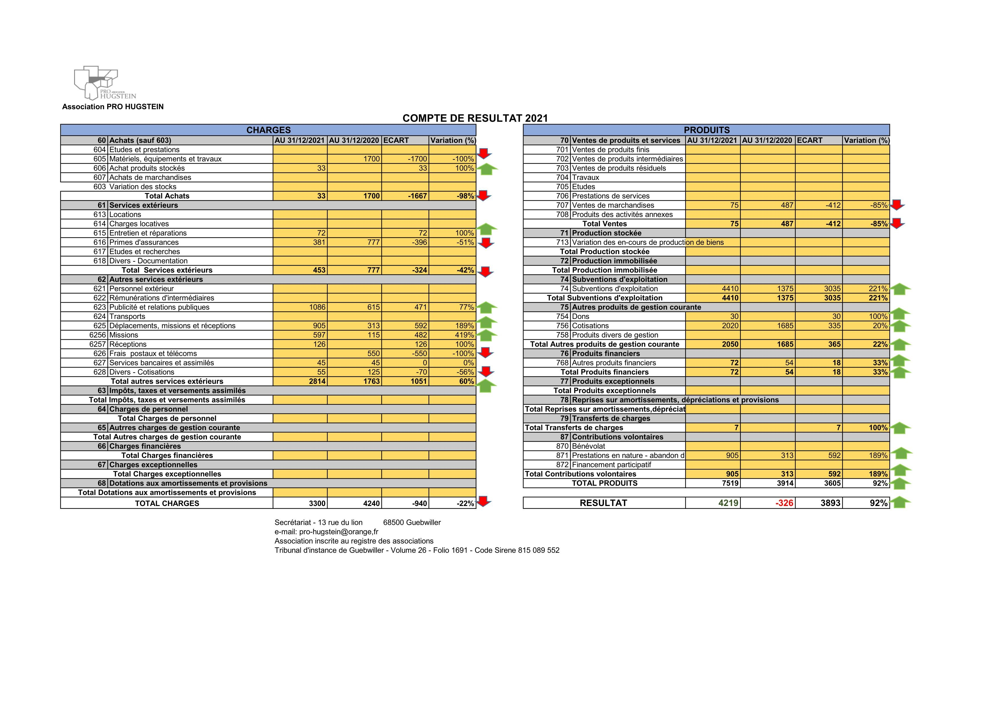 PRO ASSOCIATION
HUGSTEIN
Association PRO HUGSTEIN
COMPTE DE RESULTAT 2021
CHARGES
60 Achats (sauf 603) AU 31/12/2021 AU 31/12/2020 ECART Variation (%)
604 Etudes et prestations
605 Matériels, équipements et travaux 1700 -1700 -100%
606 Achat produits stockés 33 33 100%
607 Achats de marchandises
603 Variation des stocks
Total Achats 33 1700 -1667 -98%
61 Services extérieurs
613 Locations
614 Charges locatives
615 Entretien et réparations 72 72 100%
616 Primes d'assurances 381 777 -396 -51%
617 Etudes et recherches
618 Divers - Documentation
Total Services extérieurs 453 777 -324 -42%
62 Autres services extérieurs
621 Personnel extérieur
622 Rémunérations d'intermédiaires
623 Publicité et relations publiques 1086 615 471 77%
624 Transports
625 Déplacements, missions et réceptions 905 313 592 189%
6256 Missions 597 115 482 419%
6257 Réceptions 126 126 100%
626 Frais postaux et télécoms 550 -550 -100%
627 Services bancaires et assimilés 45 45 0 0%
628 Divers - Cotisations 55 125 -70 -56%
Total autres services extérieurs 2814 1763 1051 60%
63 Impôts, taxes et versements assimilés
Total Impôts, taxes et versements assimilés
64 Charges de personnel
Total Charges de personnel
65 Autrres charges de gestion courante
Total Autres charges de gestion courante
66 Charges financières
Total Charges financières
67 Charges exceptionnelles
Total Charges exceptionnelles
68 Dotations aux amortissements et provisions
Total Dotations aux amortissements et provisions
TOTAL CHARGES 3300 4240 -940 -22%
PRODUITS
70 Ventes de produits et services AU 31/12/2021 AU 31/12/2020 ECART Variation (%)
701 Ventes de produits finis
702 Ventes de produits intermédiaires
703 Ventes de produits résiduels
704 Travaux
705 Etudes
706 Prestations de services
707 Ventes de marchandises 75 487 -412 -85%
708 Produits des activités annexes
Total Ventes 75 487 -412 -85%
71 Production stockée
713 Variation des en-cours de production de biens
Total Production stockée
72 Production immobilisée
Total Production immobilisée
74 Subventions d'exploitation
74 Subventions d'exploitation 4410 1375 3035 221%
Total Subventions d'exploitation 4410 1375 3035 221%
75 Autres produits de gestion courante
754 Dons 30 30 100%
756 Cotisations 2020 1685 335 20%
758 Produits divers de gestion
Total Autres produits de gestion courante 2050 1685 365 22%
76 Produits financiers
768 Autres produits financiers 72 54 18 33%
Total Produits financiers 72 54 18 33%
77 Produits exceptionnels
Total Produits exceptionnels
78 Reprises sur amortissements, dépréciations et provisions
Total Reprises sur amortissements,dépréciat
79 Transferts de charges
Total Transferts de charges 7 7 100%
87 Contributions volontaires
870 Bénévolat
871 Prestations en nature - abandon d 905 313 592 189%
872 Financement participatif
Total Contributions volontaires 905 313 592 189%
TOTAL PRODUITS 7519 3914 3605 92%
RESULTAT 4219 -326 3893 92%
Secrétariat - 13 rue du lion 68500 Guebwiller
e-mail: pro-hugstein@orange,fr
Association inscrite au registre des associations
Tribunal d'instance de Guebwiller - Volume 26 - Folio 1691 - Code Sirene 815 089 552